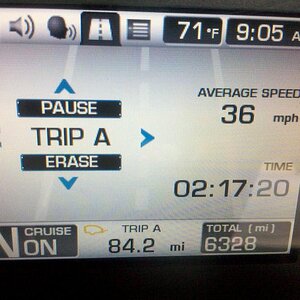 71°F
9:05 A
PAUSE
TRIP A
ERASE
AVERAGE SPEED
36 mph
TIME
02:17:20
N
CRUISE
ON
TRIP A
84.2 mi
TOTAL (mi)
6328